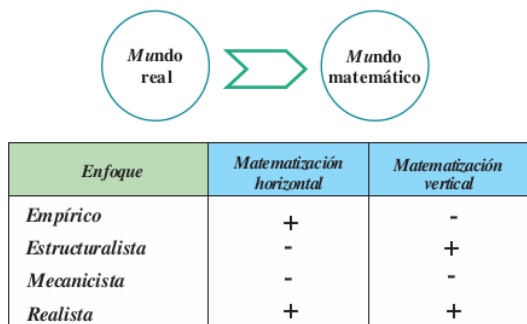 Mundo
real
Mundo
matemático
Enfoque
Matematización
horizontal
Matematización
vertical
Empírico + -
Estructuralista - +
Mecanicista - -
Realista + +